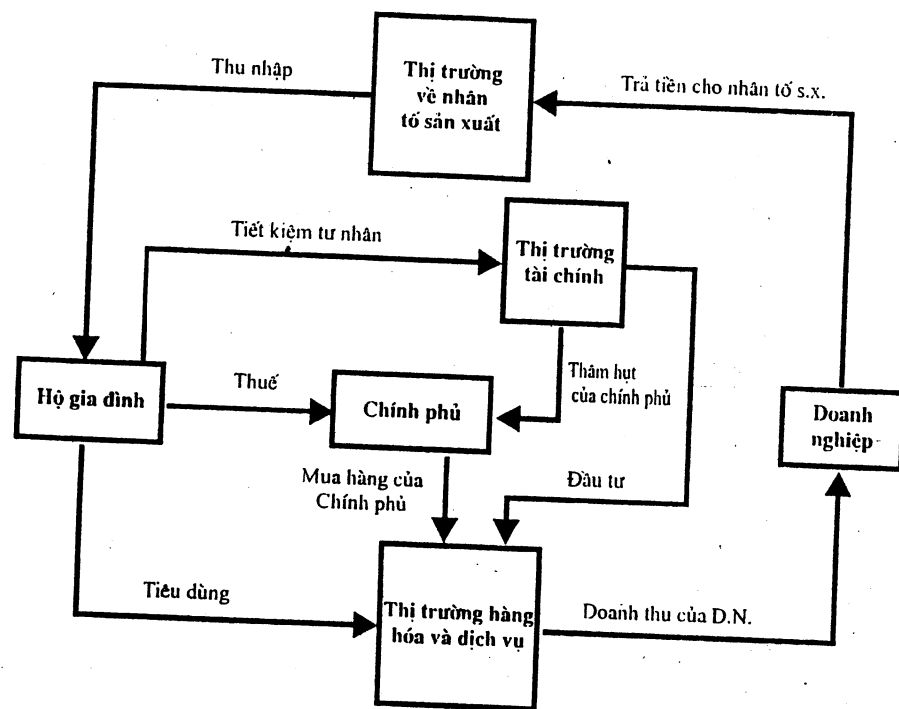 Thu nhập
Thị trường
về nhân
tố sản xuất
Trả tiền cho nhân tố s.x.
Tiết kiệm tư nhân
Thị trường
tài chính
Hộ gia đình
Thuế
Chính phủ
Thâm hụt
của chính phủ
Doanh
nghiệp
Mua hàng của
Chính phủ
Đầu tư
Tiêu dùng
Thị trường hàng
hóa và dịch vụ
Doanh thu của D.N.